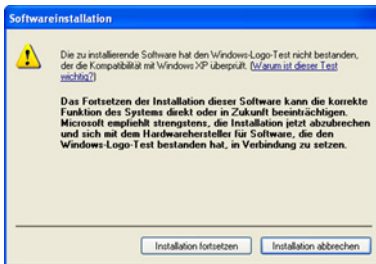 Softwareinstallation
Die zu installierende Software hat den Windows-Logo-Test nicht bestanden,
der die Kompatibilität mit Windows XP überprüft. (Warum ist dieser Test
wichtig?)
Das Fortsetzen der Installation dieser Software kann die korrekte
Funktion des Systems direkt oder in Zukunft beeinträchtigen.
Microsoft empfiehlt strengstens, die Installation jetzt abzubrechen
und sich mit dem Hardwarehersteller für Software, die den
Windows-Logo-Test bestanden hat, in Verbindung zu setzen.
Installation fortsetzen
Installation abbrechen